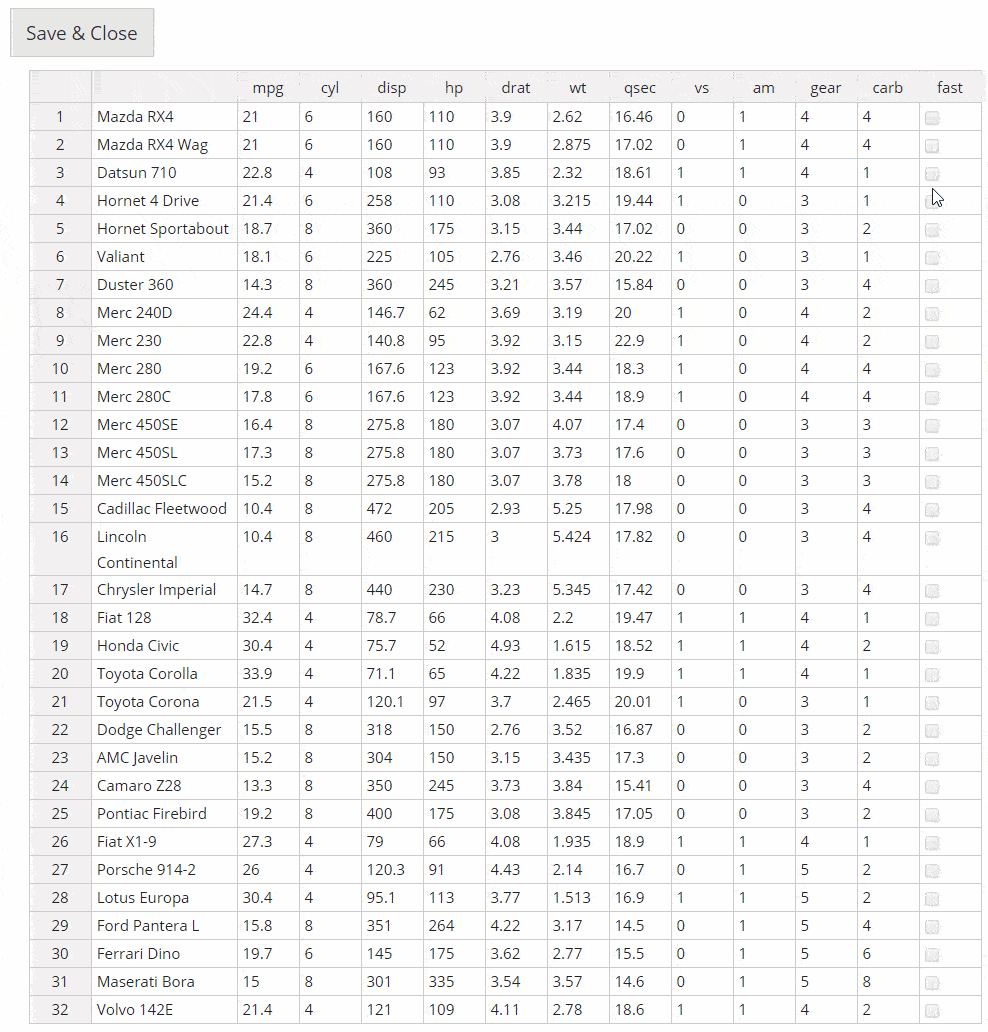 Save & Close
mpg cyl disp hp drat wt qsec vs am gear carb fast
1 Mazda RX4 21 6 160 110 3.9 2.62 16.46 0 1 4 4
2 Mazda RX4 Wag 21 6 160 110 3.9 2.875 17.02 0 1 4 4
3 Datsun 710 22.8 4 108 93 3.85 2.32 18.61 1 1 4 1
4 Hornet 4 Drive 21.4 6 258 110 3.08 3.215 19.44 1 0 3 1
5 Hornet Sportabout 18.7 8 360 175 3.15 3.44 17.02 0 0 3 2
6 Valiant 18.1 6 225 105 2.76 3.46 20.22 1 0 3 1
7 Duster 360 14.3 8 360 245 3.21 3.57 15.84 0 0 3 4
8 Merc 240D 24.4 4 146.7 62 3.69 3.19 20 1 0 4 2
9 Merc 230 22.8 4 140.8 95 3.92 3.15 22.9 1 0 4 2
10 Merc 280 19.2 6 167.6 123 3.92 3.44 18.3 1 0 4 4
11 Merc 280C 17.8 6 167.6 123 3.92 3.44 18.9 1 0 4 4
12 Merc 450SE 16.4 8 275.8 180 3.07 4.07 17.4 0 0 3 3
13 Merc 450SL 17.3 8 275.8 180 3.07 3.73 17.6 0 0 3 3
14 Merc 450SLC 15.2 8 275.8 180 3.07 3.78 18 0 0 3 3
15 Cadillac Fleetwood 10.4 8 472 205 2.93 5.25 17.98 0 0 3 4
16 Lincoln 10.4 8 460 215 3 5.424 17.82 0 0 3 4
Continental
17 Chrysler Imperial 14.7 8 440 230 3.23 5.345 17.42 0 0 3 4
18 Fiat 128 32.4 4 78.7 66 4.08 2.2 19.47 1 1 4 1
19 Honda Civic 30.4 4 75.7 52 4.93 1.615 18.52 1 1 4 2
20 Toyota Corolla 33.9 4 71.1 65 4.22 1.835 19.9 1 1 4 1
21 Toyota Corona 21.5 4 120.1 97 3.7 2.465 20.01 1 0 3 1
22 Dodge Challenger 15.5 8 318 150 2.76 3.52 16.87 0 0 3 2
23 AMC Javelin 15.2 8 304 150 3.15 3.435 17.3 0 0 3 2
24 Camaro Z28 13.3 8 350 245 3.73 3.84 15.41 0 0 3 4
25 Pontiac Firebird 19.2 8 400 175 3.08 3.845 17.05 0 0 3 2
26 Fiat X1-9 27.3 4 79 66 4.08 1.935 18.9 1 1 4 1
27 Porsche 914-2 26 4 120.3 91 4.43 2.14 16.7 0 1 5 2
28 Lotus Europa 30.4 4 95.1 113 3.77 1.513 16.9 1 1 5 2
29 Ford Pantera L 15.8 8 351 264 4.22 3.17 14.5 0 1 5 4
30 Ferrari Dino 19.7 6 145 175 3.62 2.77 15.5 0 1 5 6
31 Maserati Bora 15 8 301 335 3.54 3.57 14.6 0 1 5 8
32 Volvo 142E 21.4 4 121 109 4.11 2.78 18.6 1 1 4 2